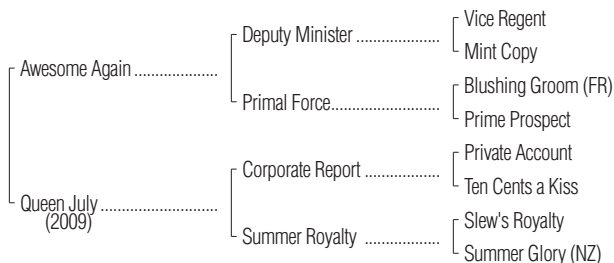 Vice Regent
Deputy Minister ....................
Mint Copy
Awesome Again ....................
Blushing Groom (FR)
Primal Force..........................
Prime Prospect
Private Account
Corporate Report ..................
Ten Cents a Kiss
Queen July ............................
(2009)
Slew's Royalty
Summer Royalty ..................
Summer Glory (NZ)